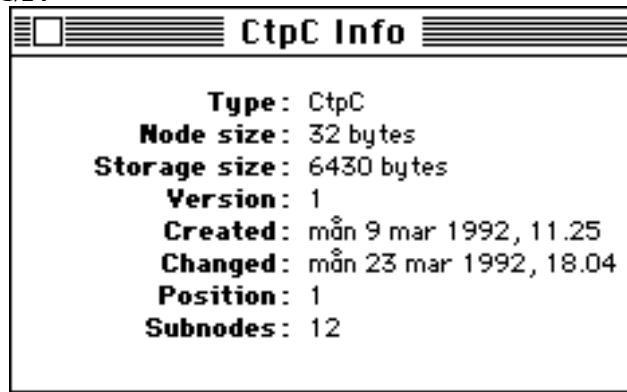 CtpC Info
Type: CtpC
Node size: 32 bytes
Storage size: 6430 bytes
Version: 1
Created: mån 9 mar 1992, 11.25
Changed: mån 23 mar 1992, 18.04
Position: 1
Subnodes: 12